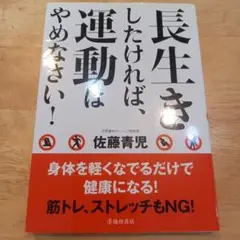 長生き
したければ、
運動は
やめなさい!
佐藤青児
身体を軽くなでるだけで
健康になる!
筋トレ、ストレッチもNG!